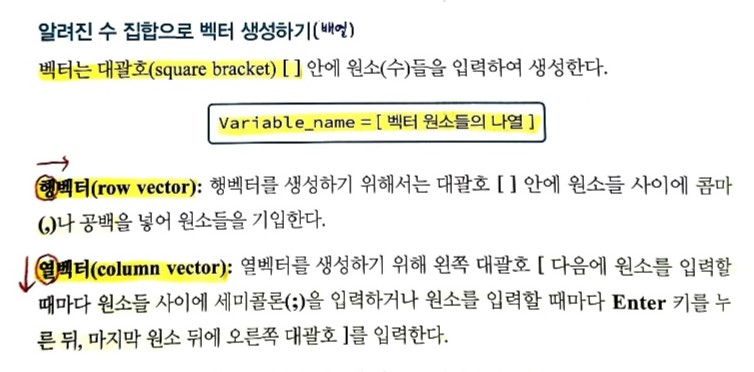 알려진 수 집합으로 벡터 생성하기(배열)
벡터는 대괄호(square bracket) [ ] 안에 원소(수)들을 입력하여 생성한다.
Variable_name = [ 벡터 원소들의 나열 ]
행벡터(row vector): 행벡터를 생성하기 위해서는 대괄호 [ ] 안에 원소들 사이에 콤마
(,)나 공백을 넣어 원소들을 기입한다.
열벡터(column vector): 열벡터를 생성하기 위해 왼쪽 대괄호 [ 다음에 원소를 입력할
때마다 원소들 사이에 세미콜론(;)을 입력하거나 원소를 입력할 때마다 Enter 키를 누
른 뒤, 마지막 원소 뒤에 오른쪽 대괄호 ]를 입력한다.